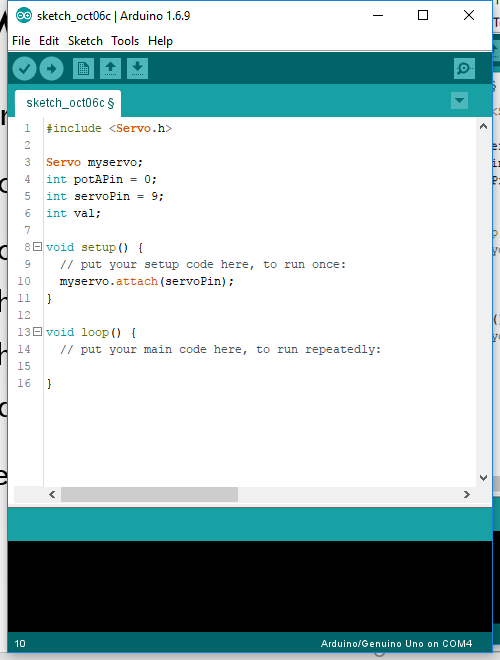 sketch_oct06c | Arduino 1.6.9
File Edit Sketch Tools Help
sketch_oct06c §
1 #include <Servo.h>
2
3 Servo myservo;
4 int potAPin = 0;
5 int servoPin = 9;
6 int val;
7
8 void setup() {
9 // put your setup code here, to run once:
10 myservo.attach(servoPin);
11 }
12
13 void loop() {
14 // put your main code here, to run repeatedly:
15
16 }
10 Arduino/Genuino Uno on COM4